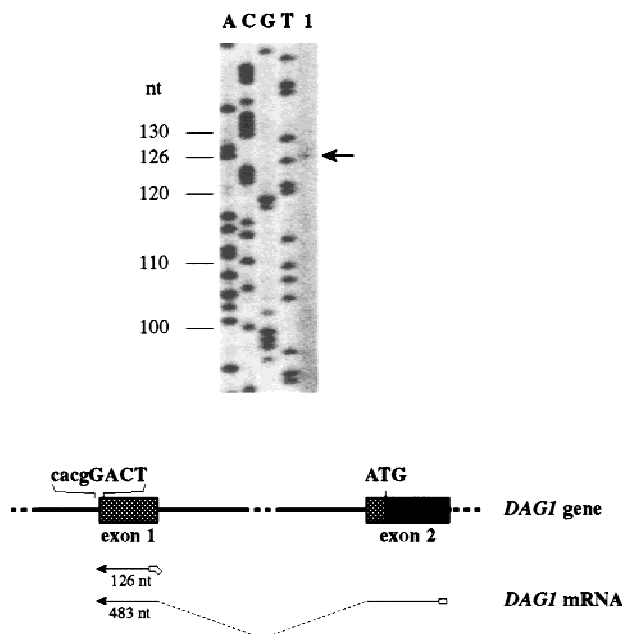 A C G T 1
nt
130
126
120
110
100
cacgGACT
ATG
DAG1 gene
exon 1
exon 2
126 nt
483 nt
DAG1 mRNA